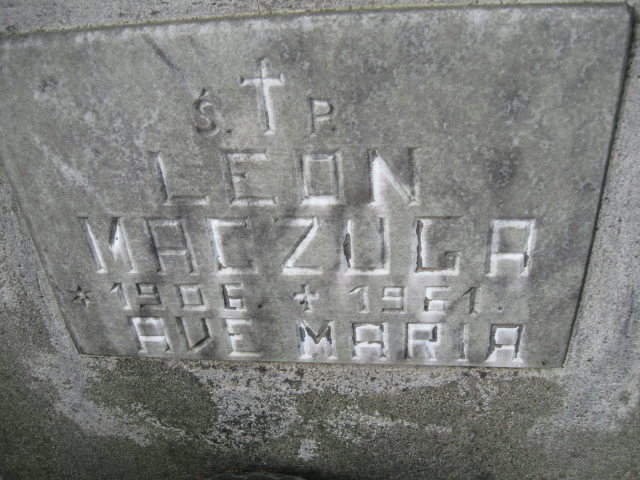 Ś. P.
LEON
MACZUGA
* 1906. † 1961.
AVE MARIA